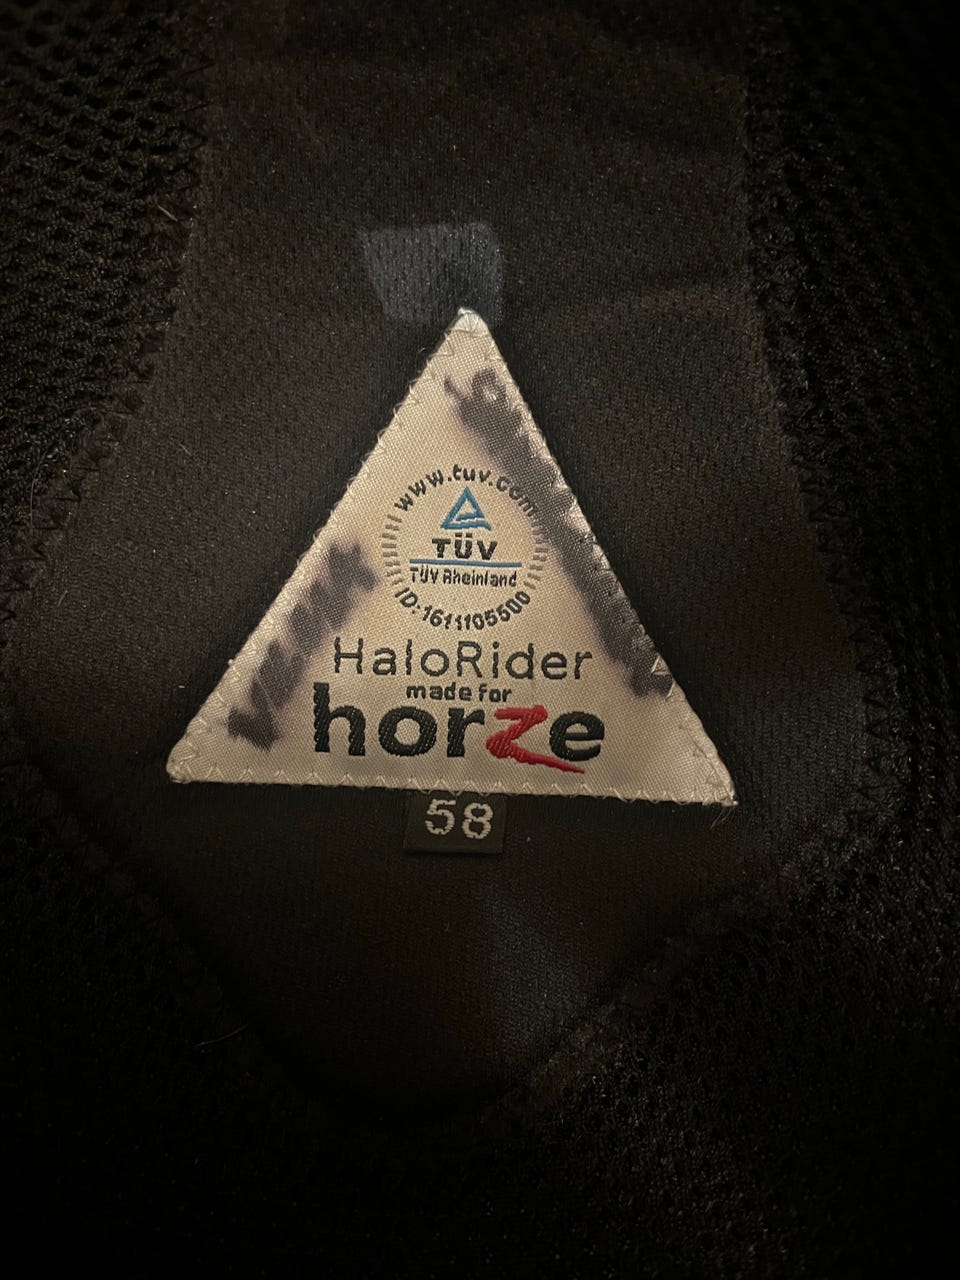 www.tuv.com
TÜV
TÜV Rheinland
ID:1611105500
HaloRider
made for
horze
58